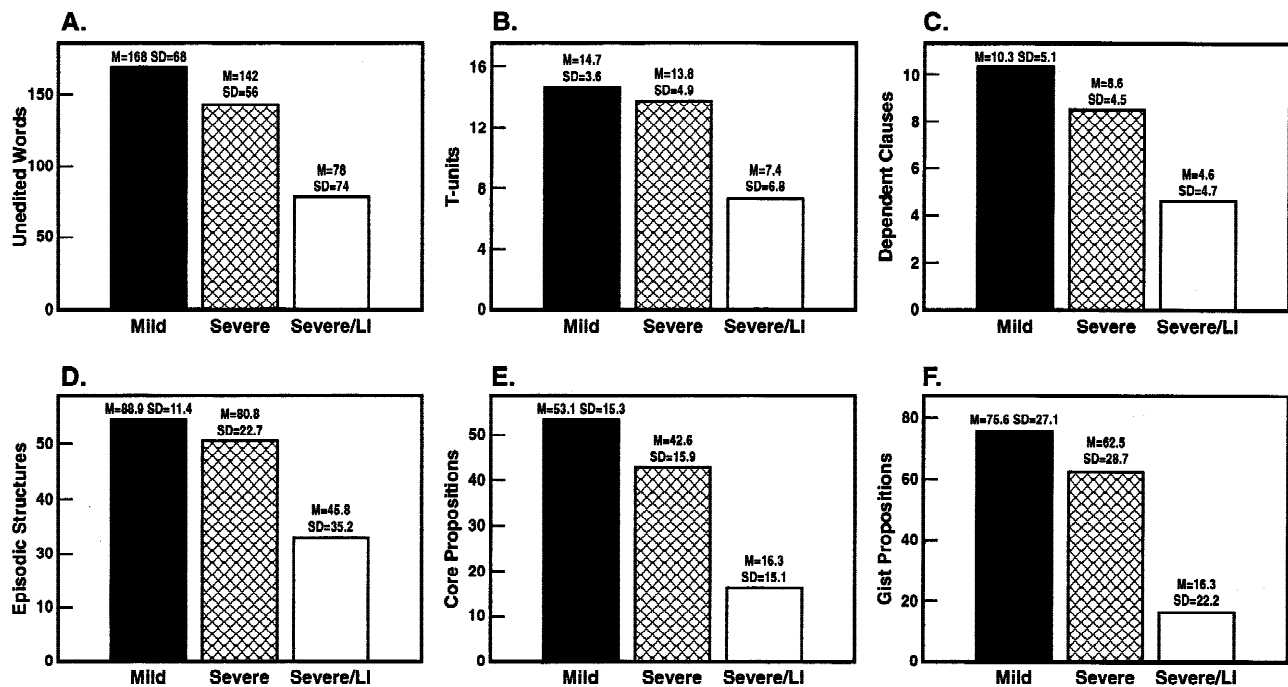 A.
Unedited Words
150
100
50
0
M=168 SD=68
M=142
SD=56
M=78
SD=74
Mild Severe Severe/LI
B.
T-units
16
12
8
4
0
M=14.7
SD=3.6
M=13.8
SD=4.9
M=7.4
SD=6.8
Mild Severe Severe/LI
C.
Dependent Clauses
10
8
6
4
2
0
M=10.3 SD=5.1
M=8.6
SD=4.5
M=4.6
SD=4.7
Mild Severe Severe/LI
D.
Episodic Structures
50
40
30
10
0
M=88.9 SD=11.4
M=80.8
SD=22.7
M=45.8
SD=35.2
Mild Severe Severe/LI
E.
Core Propositions
50
40
30
20
10
0
M=53.1 SD=15.3
M=42.6
SD=15.9
M=16.3
SD=15.1
Mild Severe Severe/LI
F.
Gist Propositions
80
60
40
20
0
M=75.6 SD=27.1
M=62.5
SD=28.7
M=16.3
SD=22.2
Mild Severe Severe/LI